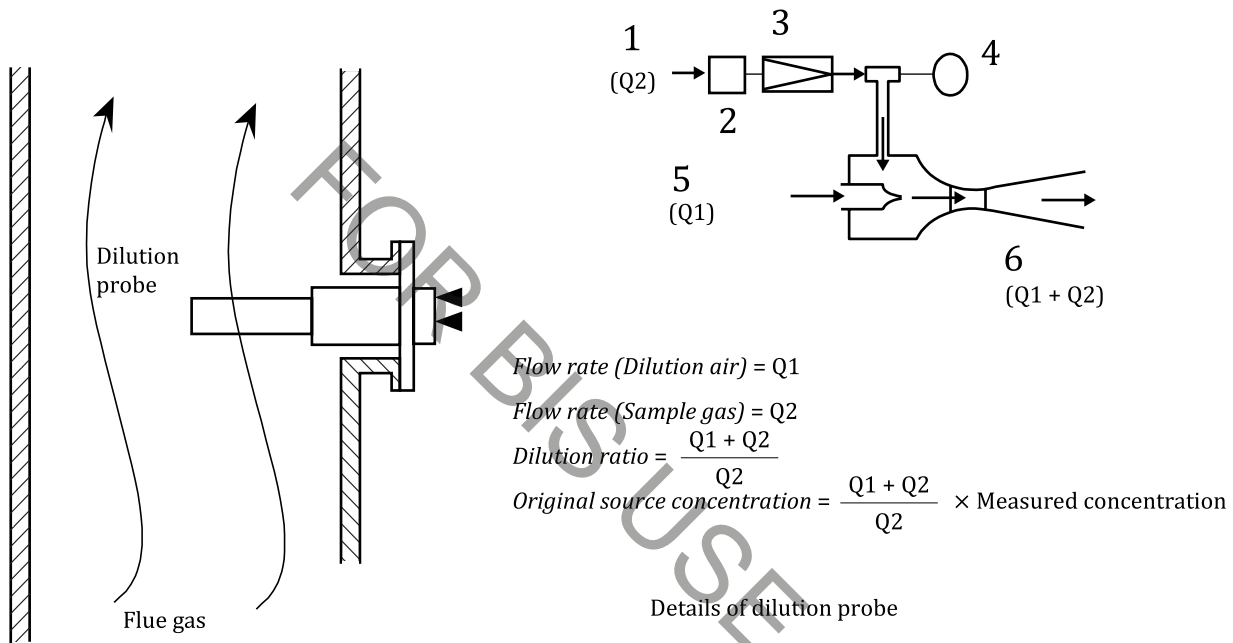 1
(Q2)
2
3
4
5
(Q1)
6
(Q1 + Q2)
Dilution
probe
Flue gas
Flow rate (Dilution air) = Q1
Flow rate (Sample gas) = Q2
Dilution ratio = Q1 + Q2
Q2
Original source concentration = Q1 + Q2 × Measured concentration
Q2
Details of dilution probe
FOR BIS USE